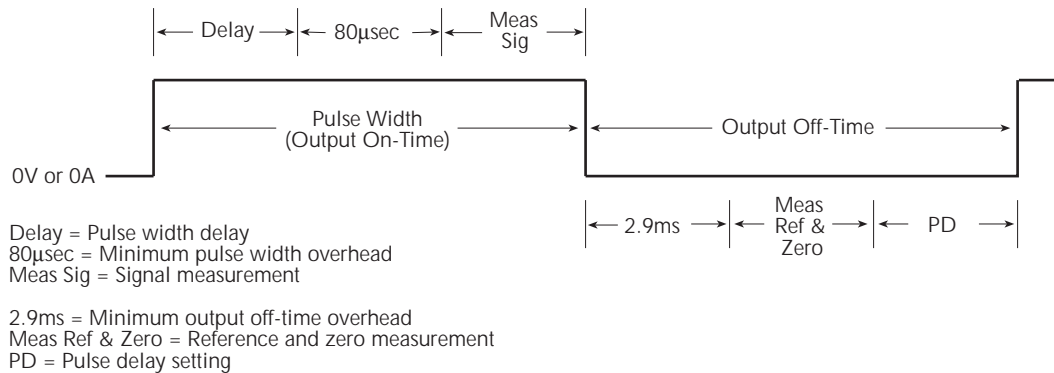 Delay
80µsec
Meas
Sig
Pulse Width
(Output On-Time)
Output Off-Time
0V or 0A
2.9ms
Meas
Ref &
Zero
PD
Delay = Pulse width delay
80µsec = Minimum pulse width overhead
Meas Sig = Signal measurement
2.9ms = Minimum output off-time overhead
Meas Ref & Zero = Reference and zero measurement
PD = Pulse delay setting